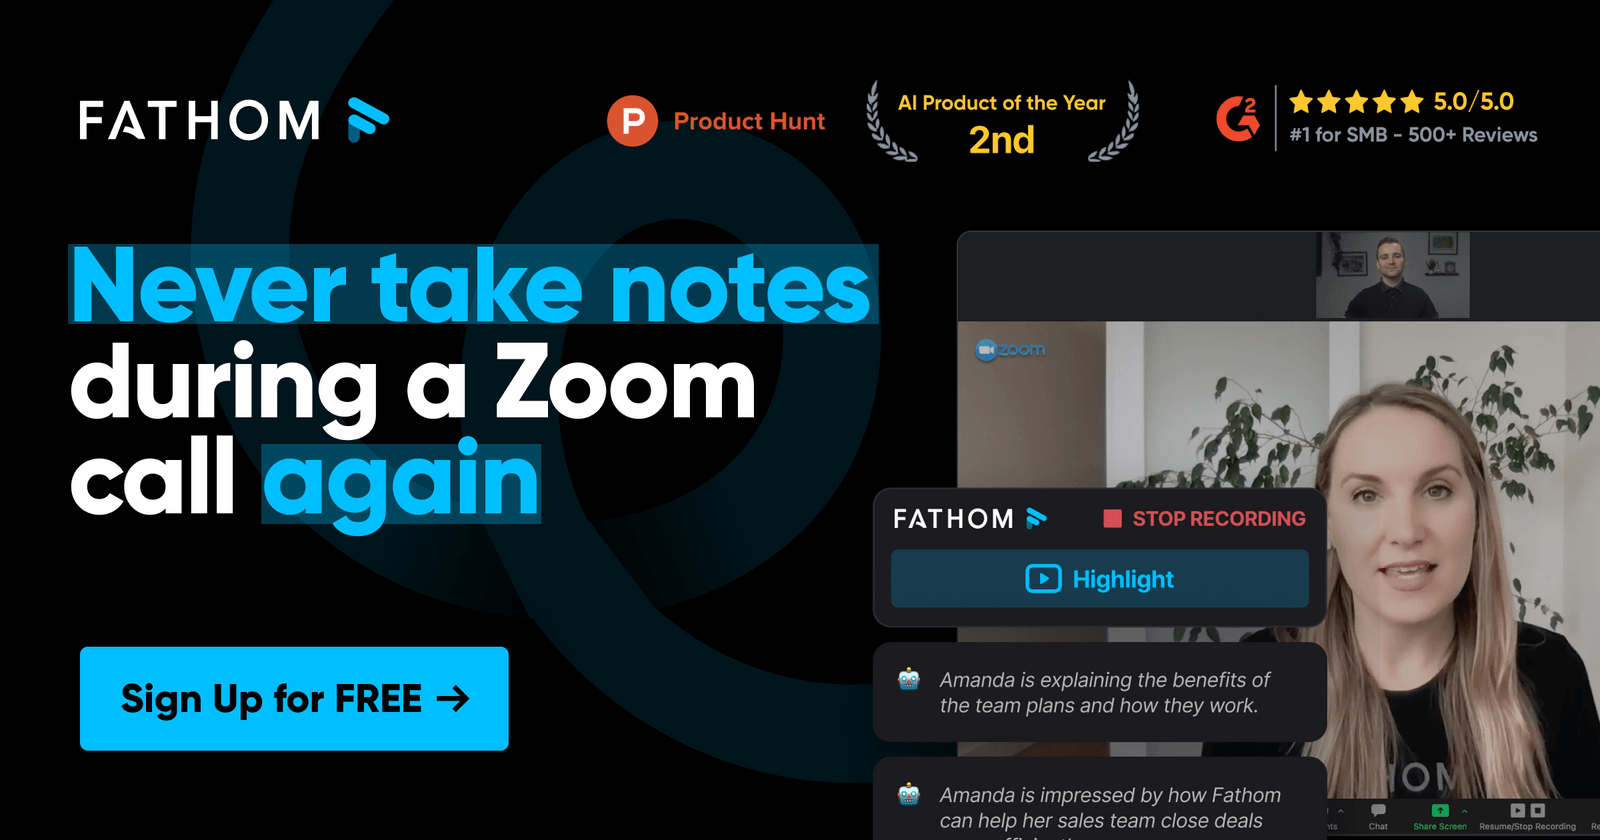 FATHOM
P Product Hunt
AI Product of the Year
2nd
G2
5.0/5.0
#1 for SMB - 500+ Reviews
Never take notes
during a Zoom
call again
Sign Up for FREE →
zoom
FATHOM
STOP RECORDING
Highlight
Amanda is explaining the benefits of
the team plans and how they work.
Amanda is impressed by how Fathom
can help her sales team close deals
Chat
Share Screen
Resume/Stop Recording